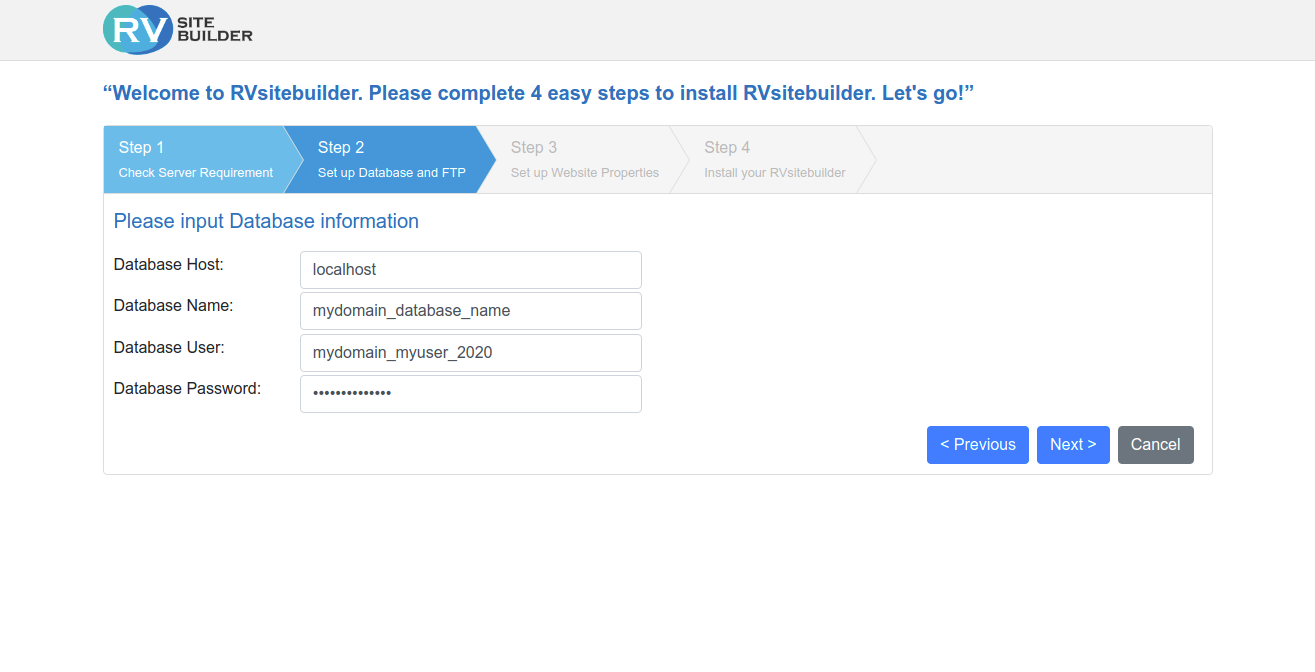 RV SITE
BUILDER
“Welcome to RVsitebuilder. Please complete 4 easy steps to install RVsitebuilder. Let's go!”
Step 1
Check Server Requirement
Step 2
Set up Database and FTP
Step 3
Set up Website Properties
Step 4
Install your RVsitebuilder
Please input Database information
Database Host:
localhost
Database Name:
mydomain_database_name
Database User:
mydomain_myuser_2020
Database Password:
••••••••••••••
< Previous
Next >
Cancel